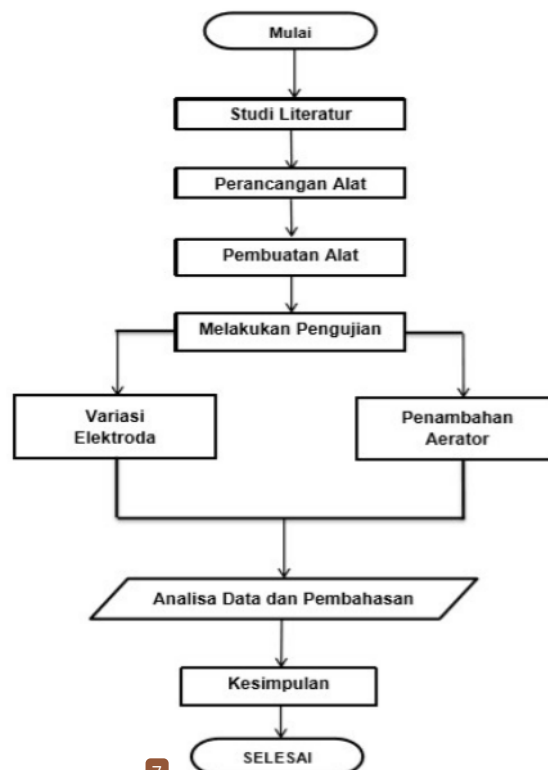 Mulai
Studi Literatur
Perancangan Alat
Pembuatan Alat
Melakukan Pengujian
Variasi
Elektroda
Penambahan
Aerator
Analisa Data dan Pembahasan
Kesimpulan
SELESAI
7